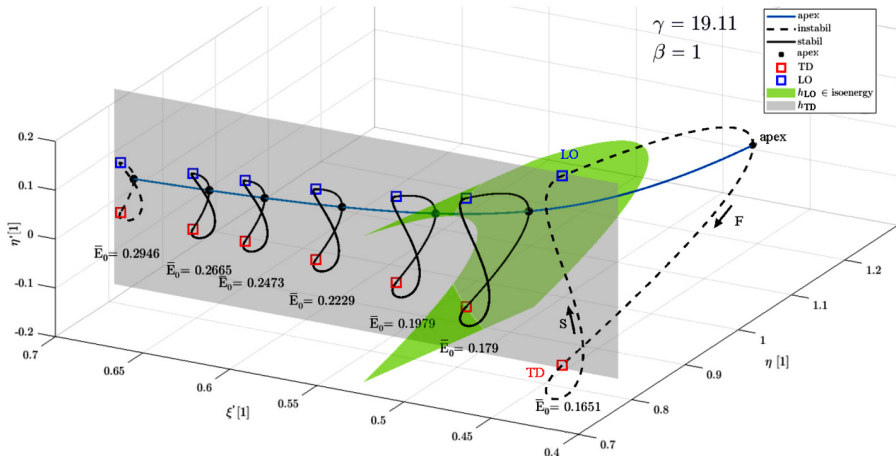 γ = 19.11
β = 1
apex
instabil
stabil
apex
TD
LO
h_LO ∈ isoenergy
h_TD
0.2
0.1
0
-0.1
-0.2
η'[1]
0.7
0.65
0.6
0.55
0.5
0.45
0.4
ξ'[1]
0.7
0.8
0.9
1
1.1
1.2
η [1]
LO
apex
F
S
TD
Ē₀= 0.2946
Ē₀= 0.2665
Ē₀= 0.2473
Ē₀= 0.2229
Ē₀= 0.1979
Ē₀= 0.179
Ē₀= 0.1651